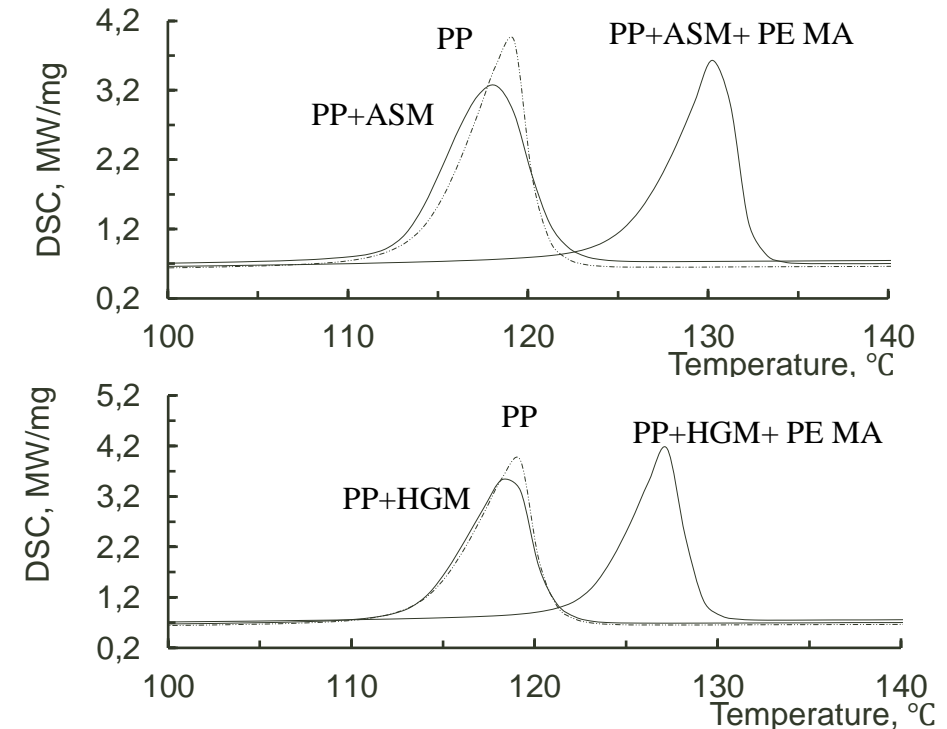 4,2
3,2
2,2
1,2
0,2
DSC, MW/mg
PP
PP+ASM+ PE MA
PP+ASM
100 110 120 130 140
Temperature, °C
5,2
4,2
3,2
2,2
1,2
0,2
DSC, MW/mg
PP
PP+HGM+ PE MA
PP+HGM
100 110 120 130 140
Temperature, °C